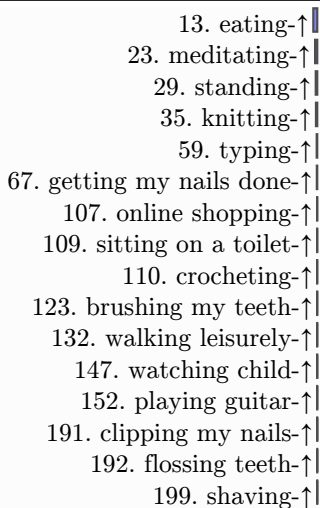 13. eating-↑
23. meditating-↑
29. standing-↑
35. knitting-↑
59. typing-↑
67. getting my nails done-↑
107. online shopping-↑
109. sitting on a toilet-↑
110. crocheting-↑
123. brushing my teeth-↑
132. walking leisurely-↑
147. watching child-↑
152. playing guitar-↑
191. clipping my nails-↑
192. flossing teeth-↑
199. shaving-↑